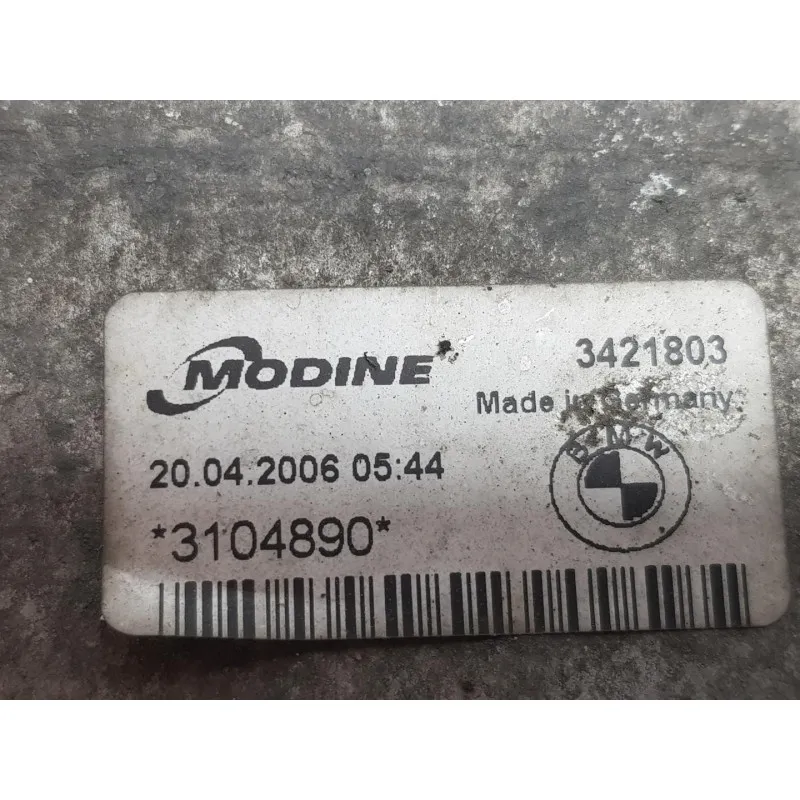 MODINE
3421803
Made in Germany
BMW
20.04.2006 05:44
*3104890*